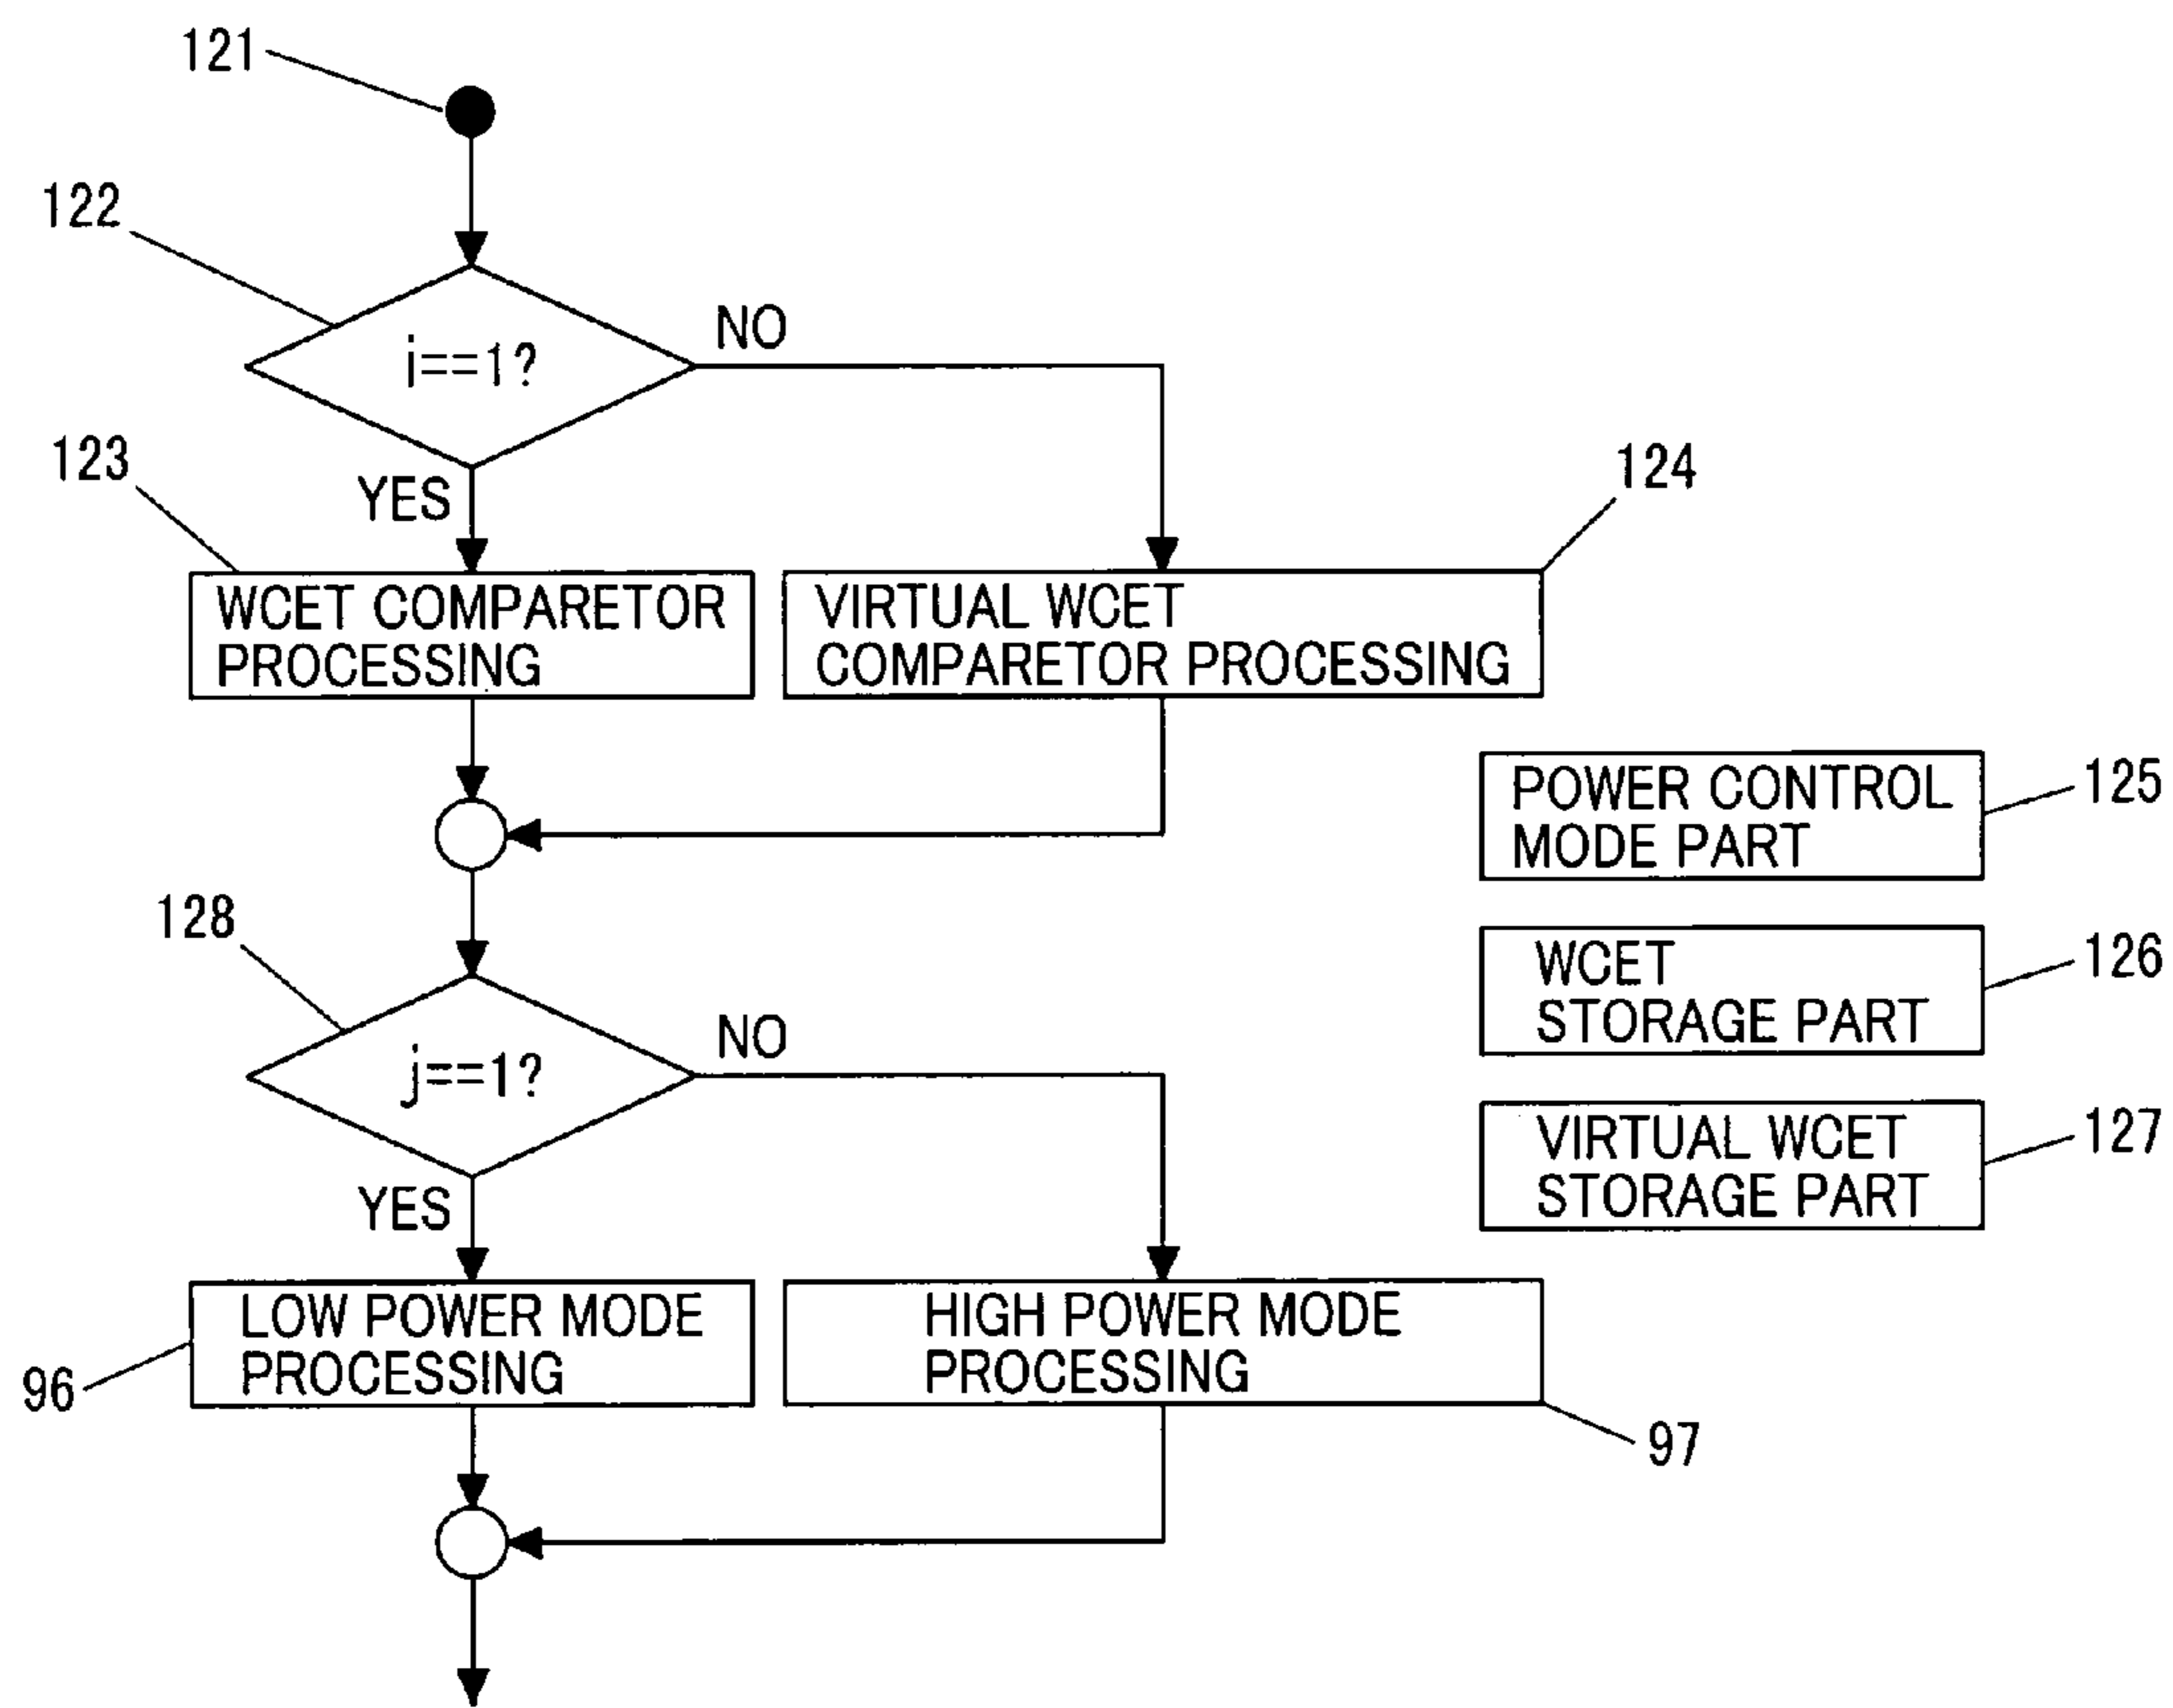 121
122
i==1?
NO
YES
123
124
WCET COMPARETOR
PROCESSING
VIRTUAL WCET
COMPARETOR PROCESSING
POWER CONTROL
MODE PART
125
WCET
STORAGE PART
126
VIRTUAL WCET
STORAGE PART
127
128
j==1?
NO
YES
LOW POWER MODE
PROCESSING
96
HIGH POWER MODE
PROCESSING
97